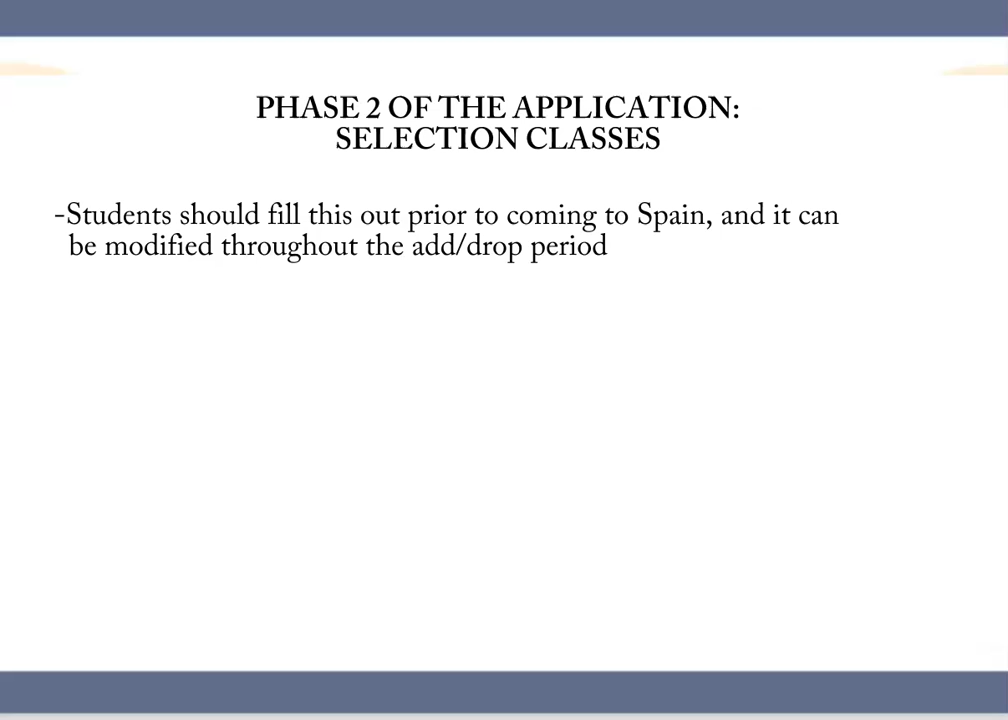 PHASE 2 OF THE APPLICATION:
SELECTION CLASSES
-Students should fill this out prior to coming to Spain, and it can
be modified throughout the add/drop period